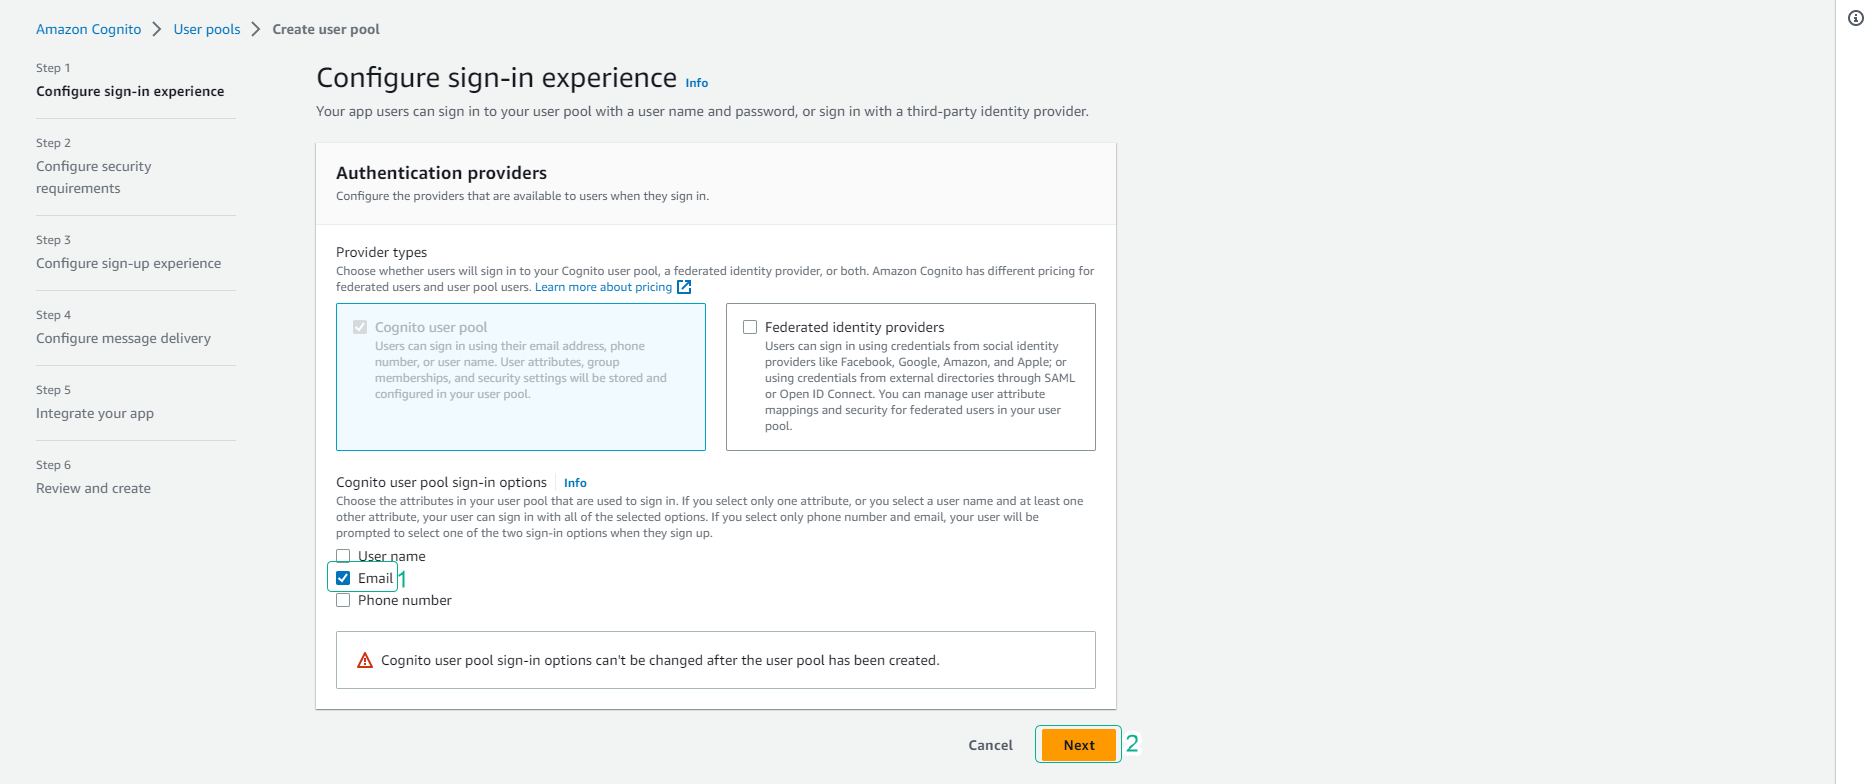 Amazon Cognito > User pools > Create user pool
Step 1
Configure sign-in experience
Step 2
Configure security
requirements
Step 3
Configure sign-up experience
Step 4
Configure message delivery
Step 5
Integrate your app
Step 6
Review and create
Configure sign-in experience Info
Your app users can sign in to your user pool with a user name and password, or sign in with a third-party identity provider.
Authentication providers
Configure the providers that are available to users when they sign in.
Provider types
Choose whether users will sign in to your Cognito user pool, a federated identity provider, or both. Amazon Cognito has different pricing for
federated users and user pool users. Learn more about pricing
Cognito user pool
Users can sign in using their email address, phone
number, or user name. User attributes, group
memberships, and security settings will be stored and
configured in your user pool.
Federated identity providers
Users can sign in using credentials from social identity
providers like Facebook, Google, Amazon, and Apple; or
using credentials from external directories through SAML
or Open ID Connect. You can manage user attribute
mappings and security for federated users in your user
pool.
Cognito user pool sign-in options Info
Choose the attributes in your user pool that are used to sign in. If you select only one attribute, or you select a user name and at least one
other attribute, your user can sign in with all of the selected options. If you select only phone number and email, your user will be
prompted to select one of the two sign-in options when they sign up.
User name
Email 1
Phone number
Cognito user pool sign-in options can't be changed after the user pool has been created.
Cancel Next 2